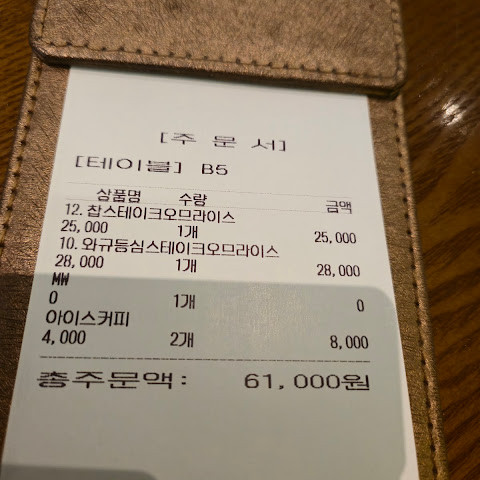 [주 문 서]
[테이블] B5
상품명 수량 금액
12. 찹스테이크오므라이스
25,000 1개 25,000
10. 와규등심스테이크오므라이스
28,000 1개 28,000
MW
0 1개 0
아이스커피
4,000 2개 8,000
총주문액: 61,000원